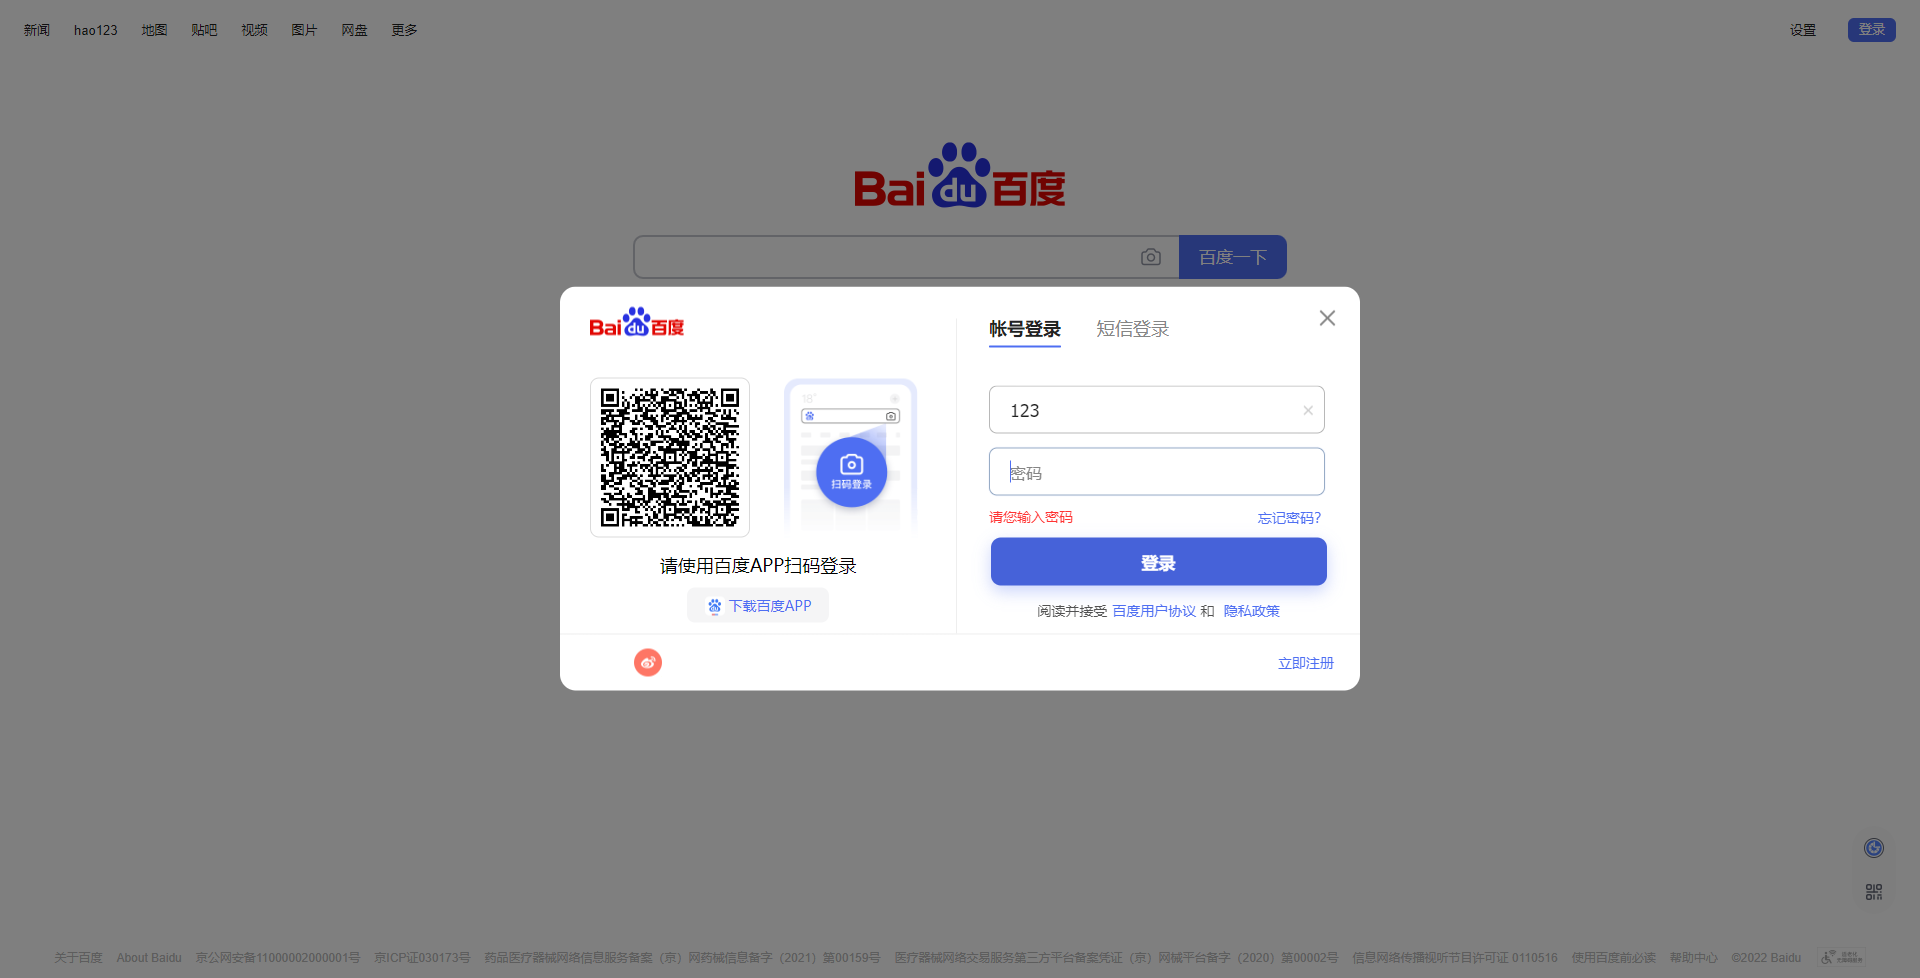 新闻 hao123 地图 贴吧 视频 图片 网盘 更多 设置 登录
Baidu百度
百度一下
Baidu百度
帐号登录 短信登录
123
密码
请您输入密码 忘记密码?
登录
阅读并接受 百度用户协议 和 隐私政策
18°
扫码登录
请使用百度APP扫码登录
下载百度APP
立即注册
关于百度 About Baidu 京公网安备11000002000001号 京ICP证030173号 药品医疗器械网络信息服务备案（京）网药械信息备字（2021）第00159号 医疗器械网络交易服务第三方平台备案凭证（京）网械平台备字（2020）第00002号 信息网络传播视听节目许可证 0110516 使用百度前必读 帮助中心 ©2022 Baidu